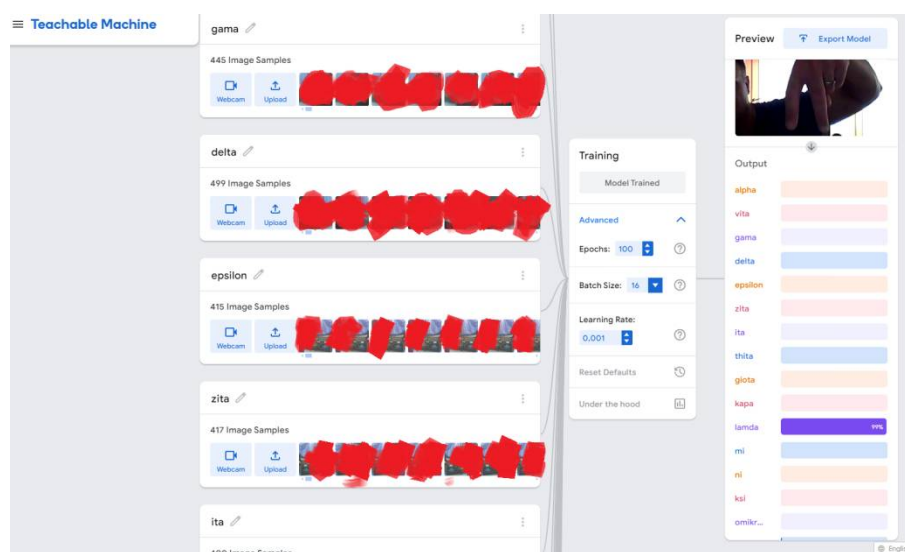 Teachable Machine
gama
445 Image Samples
Webcam Upload
delta
499 Image Samples
Webcam Upload
epsilon
415 Image Samples
Webcam Upload
zita
417 Image Samples
Webcam Upload
ita
Training
Model Trained
Advanced
Epochs: 100
Batch Size: 16
Learning Rate:
0,001
Reset Defaults
Under the hood
Preview Export Model
Output
alpha
vita
gama
delta
epsilon
zita
ita
thita
giota
kapa
lamda 99%
mi
ni
ksi
omikr...